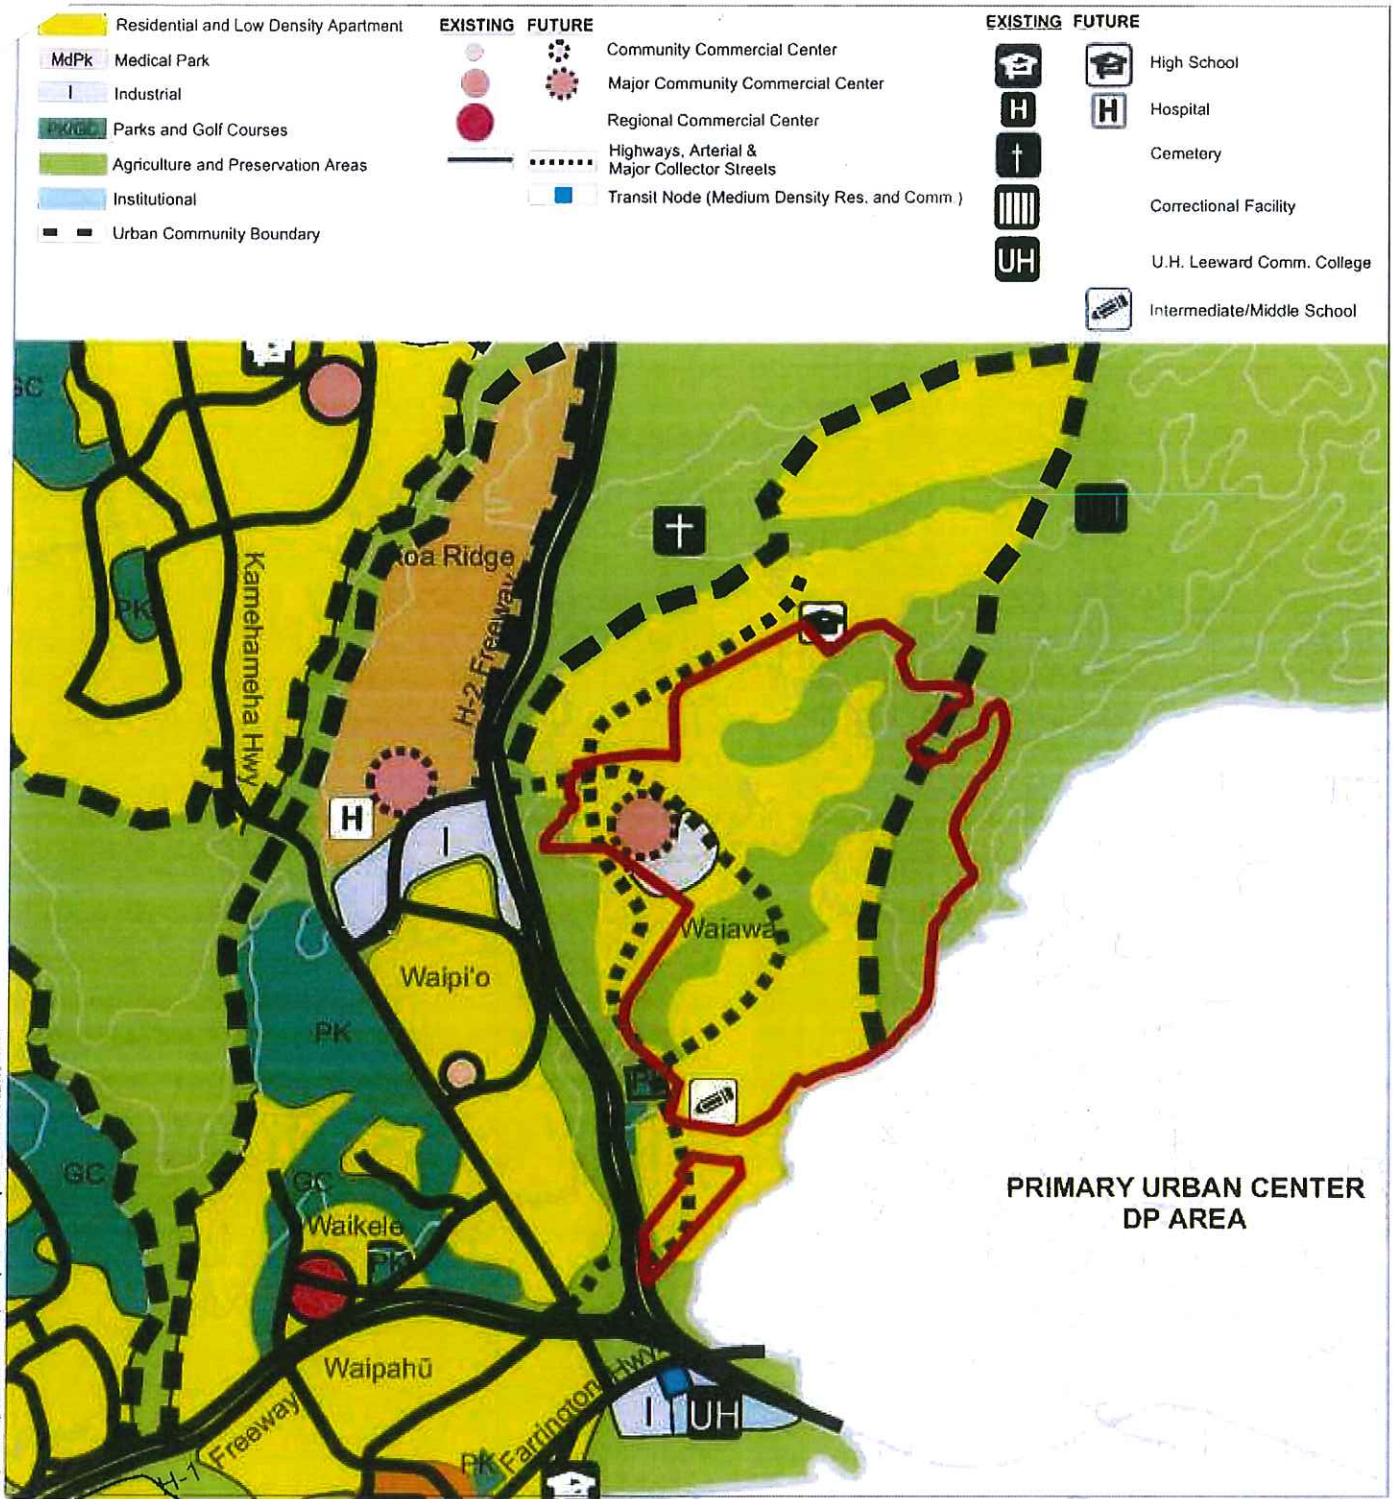 Residential and Low Density Apartment
MdPk Medical Park
I Industrial
PK/GC Parks and Golf Courses
Agriculture and Preservation Areas
Institutional
Urban Community Boundary
EXISTING FUTURE
Community Commercial Center
Major Community Commercial Center
Regional Commercial Center
Highways, Arterial &
Major Collector Streets
Transit Node (Medium Density Res. and Comm.)
EXISTING FUTURE
High School
H H Hospital
Cemetery
Correctional Facility
UH U.H. Leeward Comm. College
Intermediate/Middle School
GC
Koa Ridge
Kamehameha Hwy
H-2 Freeway
PK
H
I
Waiawa
Waipi'o
PK
GC
GC
Waikele
PK
PRIMARY URBAN CENTER
DP AREA
Waipahū
H-1 Freeway
Farrington Hwy
I
UH
PK